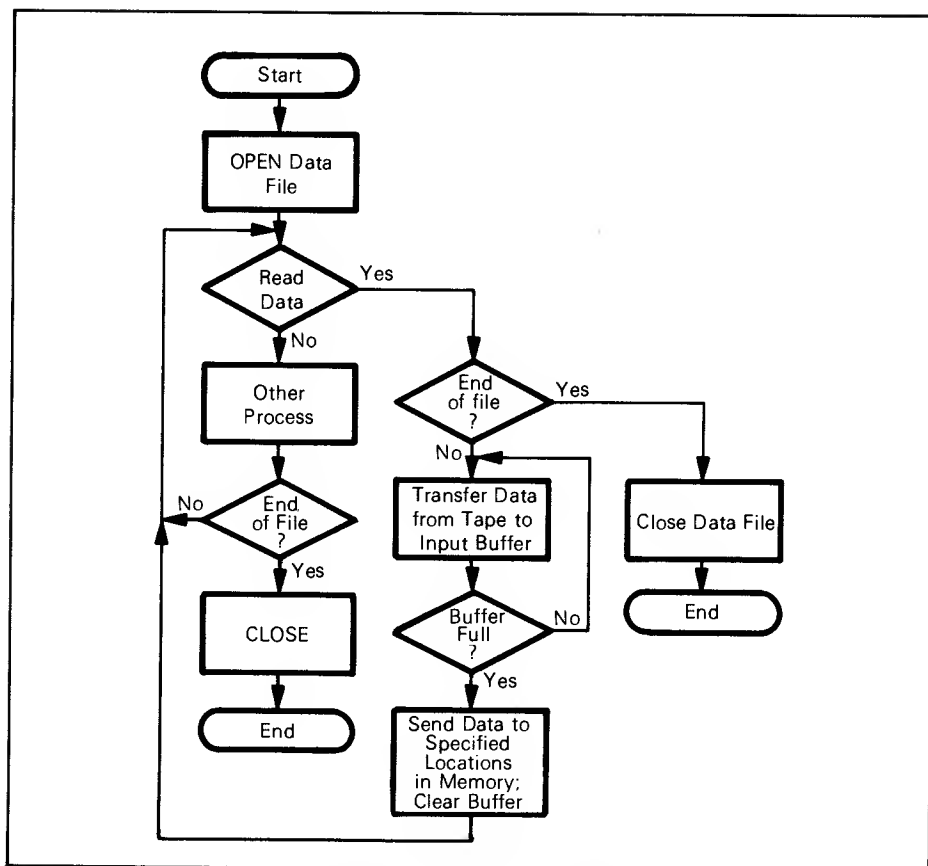 Start
OPEN Data
File
Read
Data
Yes
No
Other
Process
End
of File
?
No
Yes
CLOSE
End
End
of file
?
Yes
No
Transfer Data
from Tape to
Input Buffer
Buffer
Full
?
No
Yes
Send Data to
Specified
Locations
in Memory;
Clear Buffer
Close Data File
End